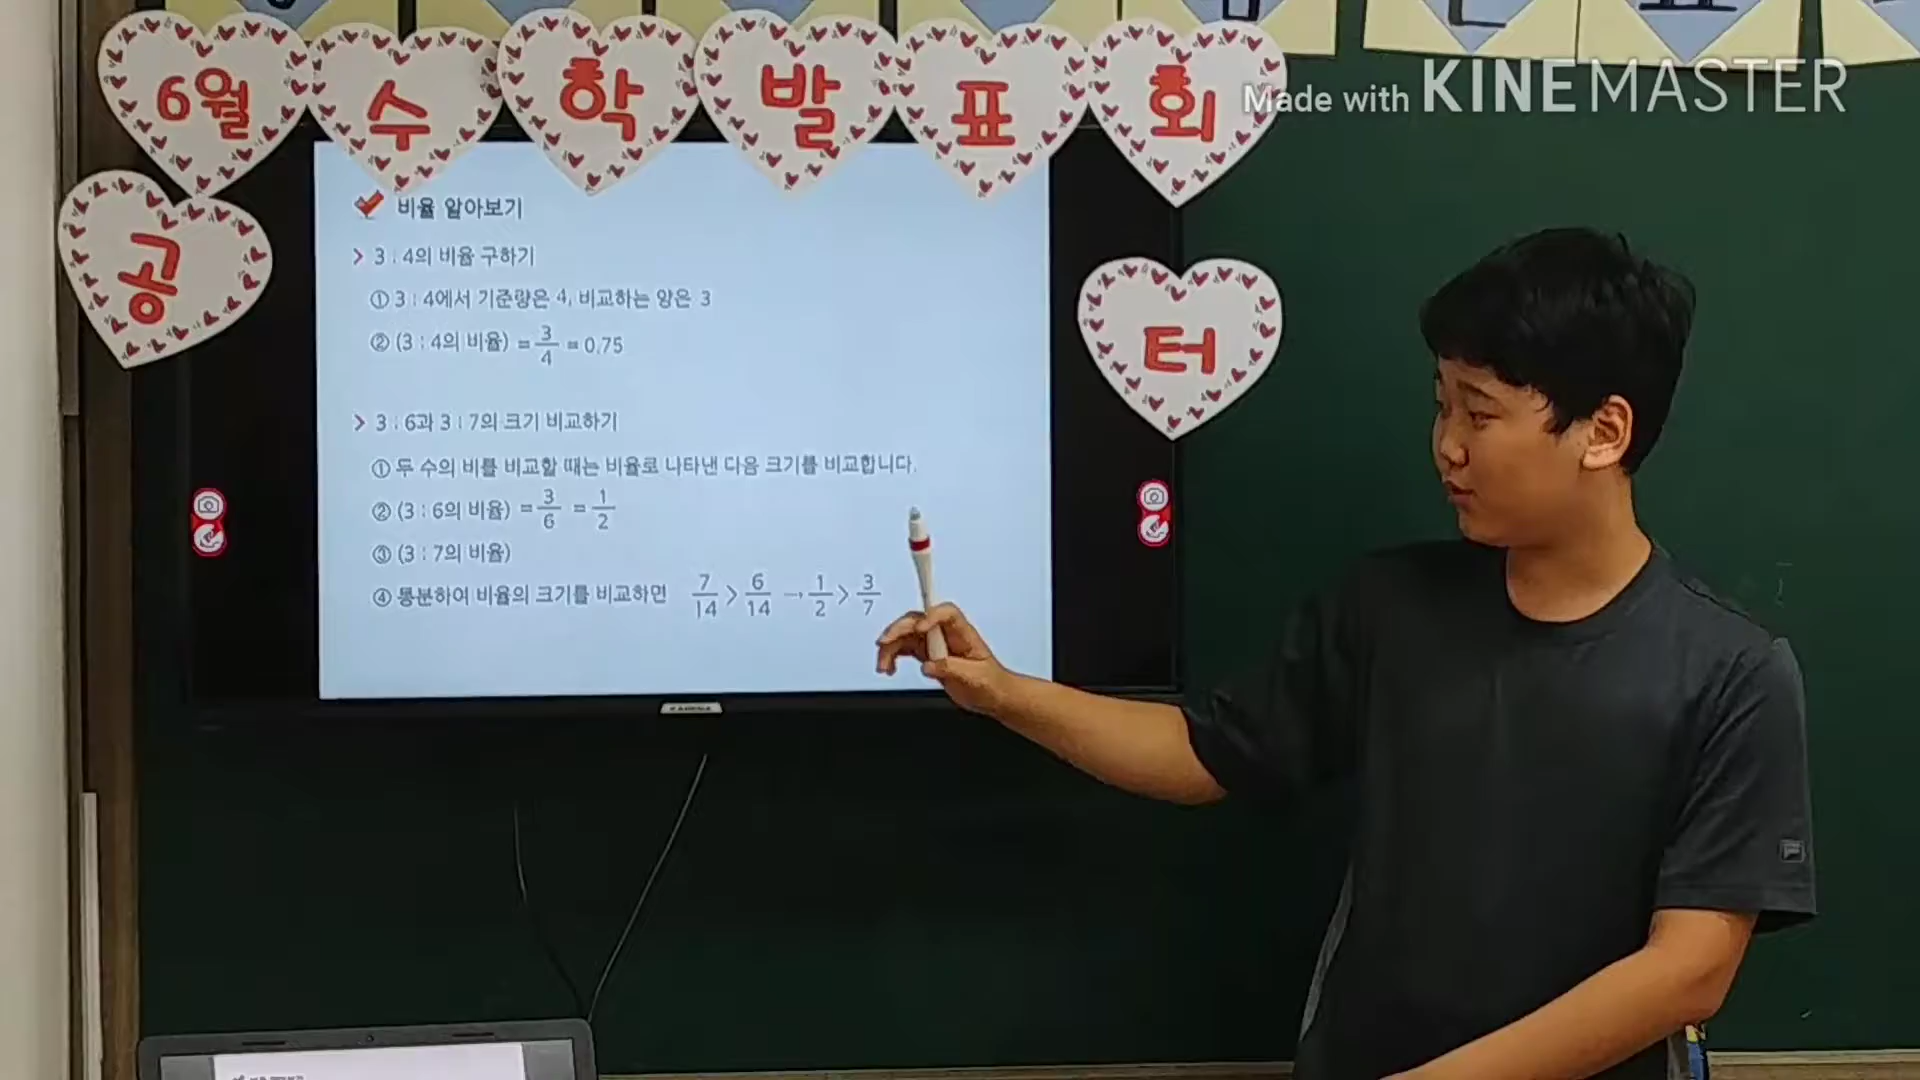 6월 수 학 발 표 회
Made with KINEMASTER
공 터
비율 알아보기
> 3 : 4의 비율 구하기
① 3 : 4에서 기준량은 4, 비교하는 양은 3
② (3 : 4의 비율) = 3/4 = 0.75
> 3 : 6과 3 : 7의 크기 비교하기
① 두 수의 비를 비교할 때는 비율로 나타낸 다음 크기를 비교합니다.
② (3 : 6의 비율) = 3/6 = 1/2
③ (3 : 7의 비율)
④ 통분하여 비율의 크기를 비교하면 7/14 > 6/14 → 1/2 > 3/7